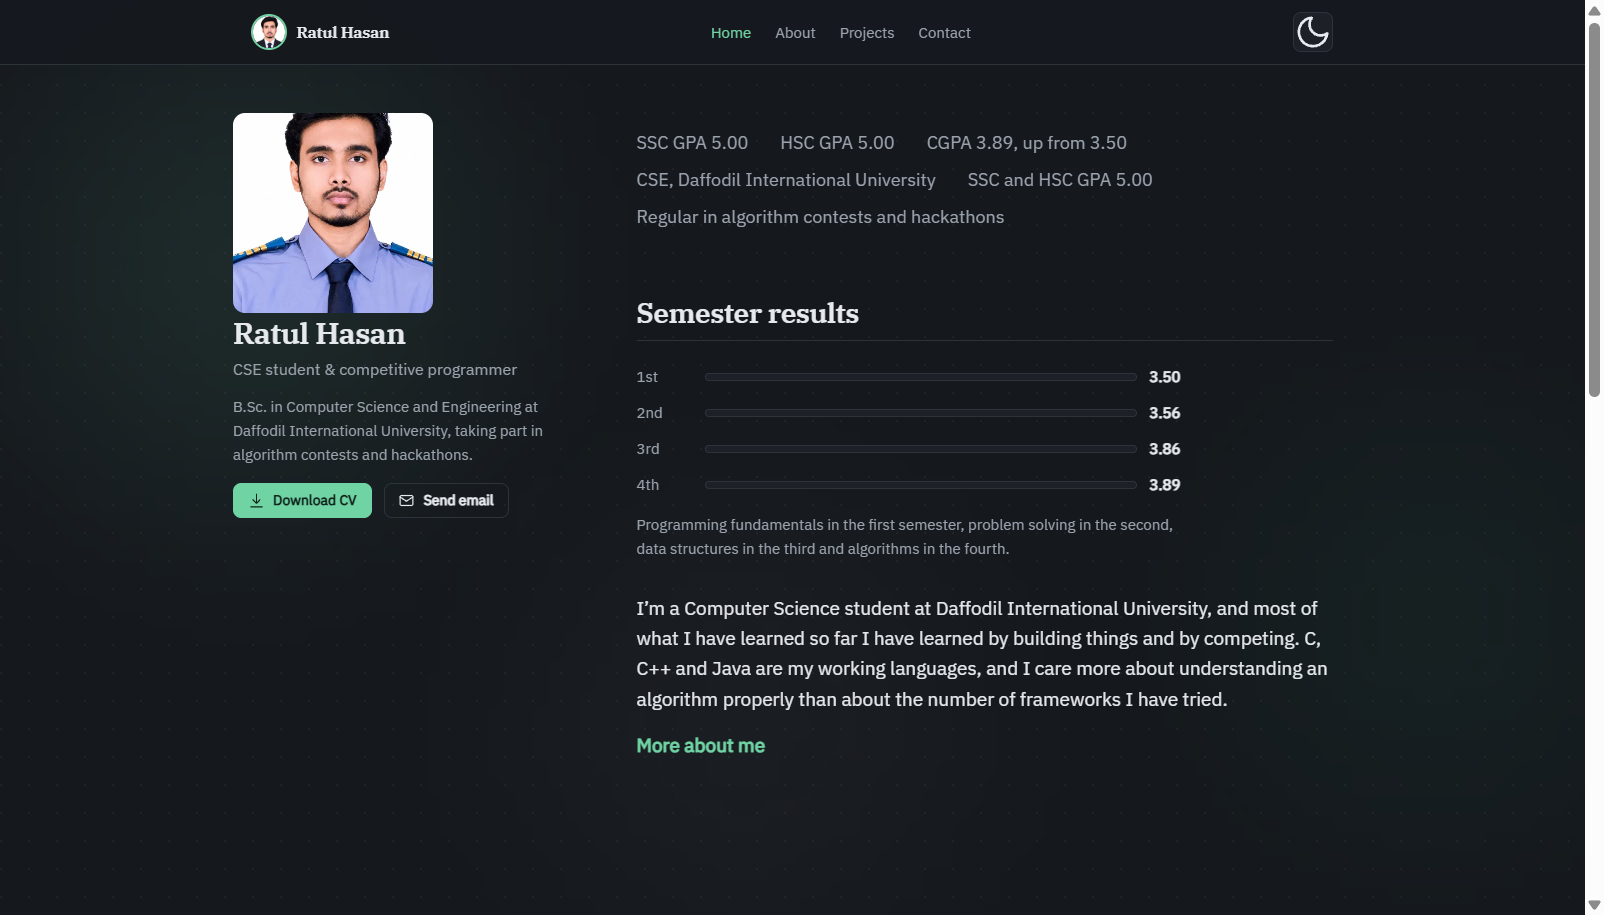 Ratul Hasan
Home About Projects Contact
Ratul Hasan
CSE student & competitive programmer
B.Sc. in Computer Science and Engineering at
Daffodil International University, taking part in
algorithm contests and hackathons.
Download CV Send email
SSC GPA 5.00 HSC GPA 5.00 CGPA 3.89, up from 3.50
CSE, Daffodil International University SSC and HSC GPA 5.00
Regular in algorithm contests and hackathons
Semester results
1st 3.50
2nd 3.56
3rd 3.86
4th 3.89
Programming fundamentals in the first semester, problem solving in the second,
data structures in the third and algorithms in the fourth.
I’m a Computer Science student at Daffodil International University, and most of
what I have learned so far I have learned by building things and by competing. C,
C++ and Java are my working languages, and I care more about understanding an
algorithm properly than about the number of frameworks I have tried.
More about me